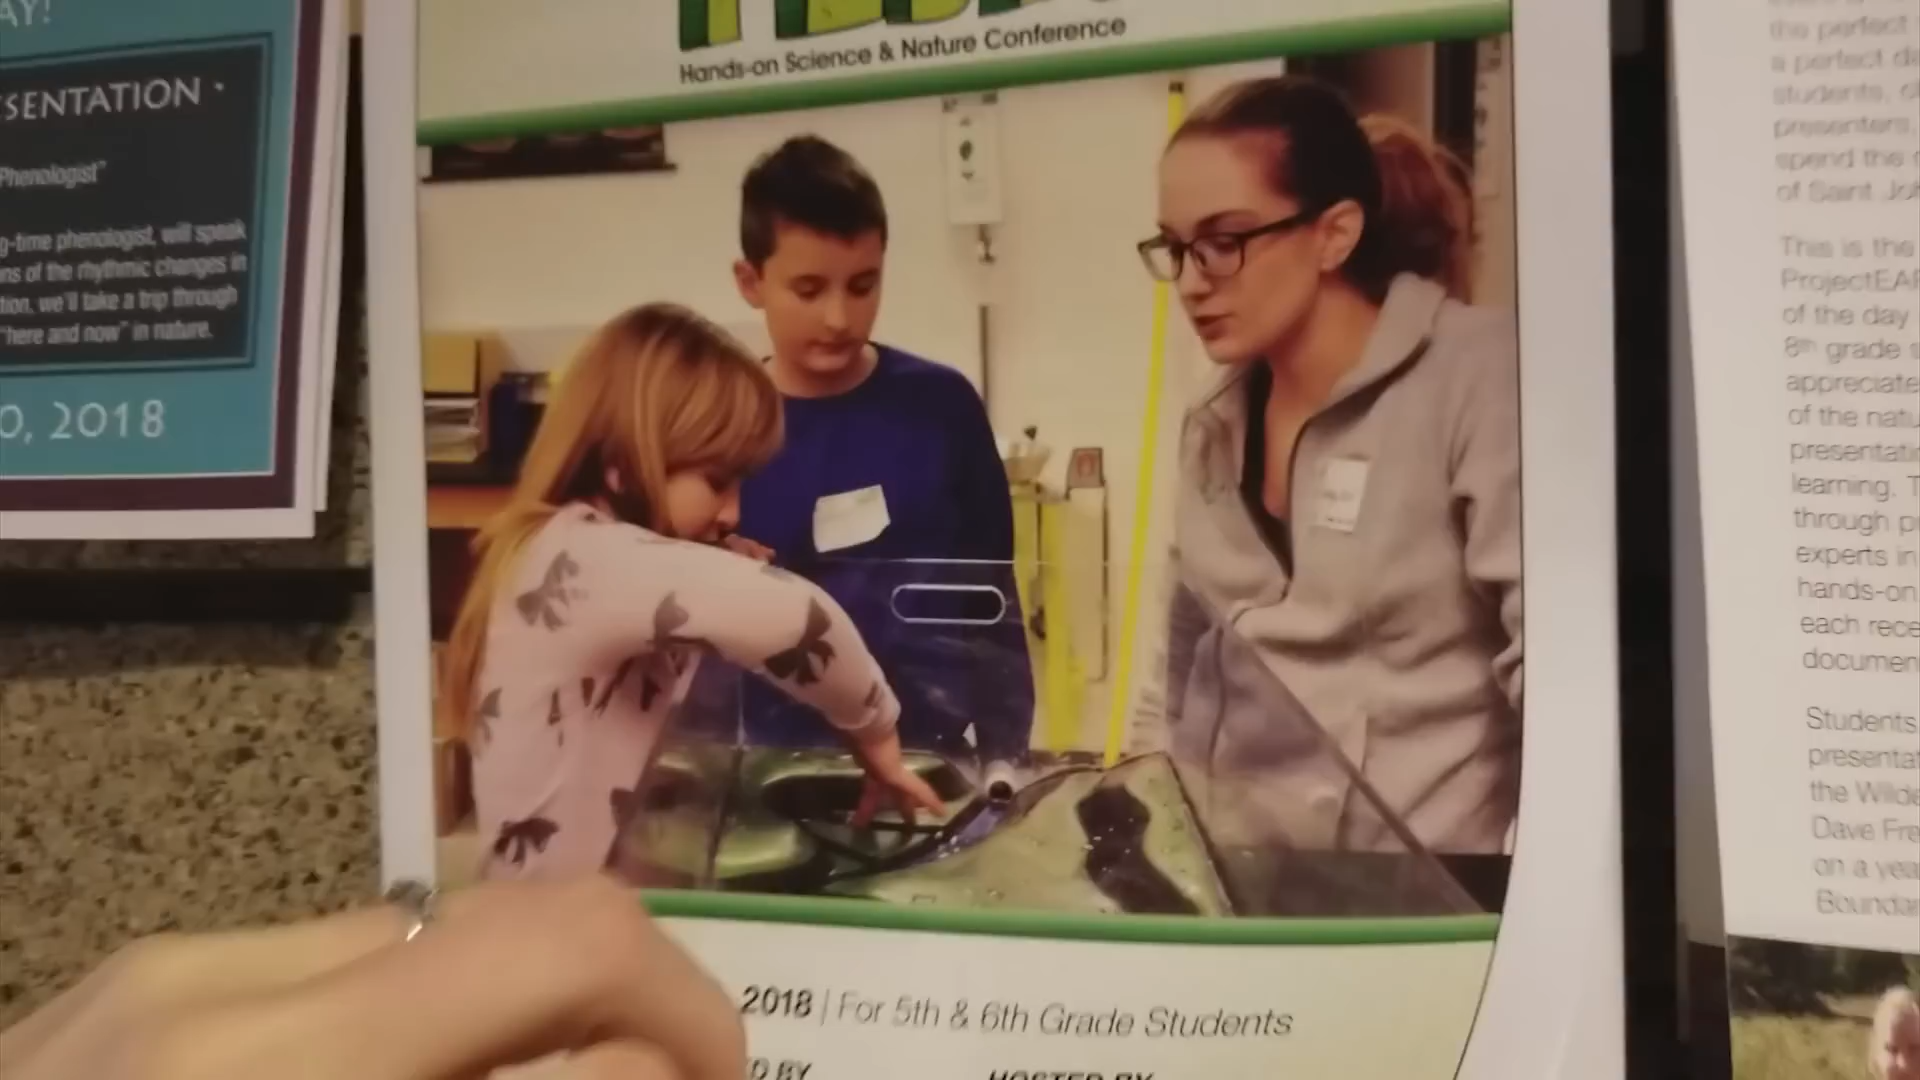 AY!
SENTATION •
Phenologist"
g-time phenologist, will speak
ns of the rhythmic changes in
tion, we'll take a trip through
"here and now" in nature.
0, 2018
Hands-on Science & Nature Conference
2018 | For 5th & 6th Grade Students
D BY
HOSTED BY
the perfect
a perfect da
students, c
presenters,
spend the
of Saint Joh
This is the
ProjectEAR
of the day
8th grade s
appreciate
of the natu
presentati
learning. T
through p
experts in
hands-on
each rece
documen
Students
presentat
the Wilde
Dave Fre
on a yea
Boundar